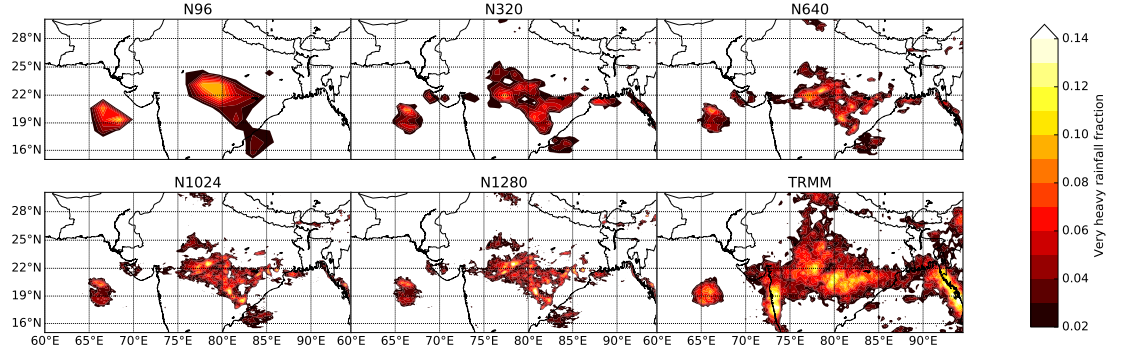 N96 N320 N640
28°N
25°N
22°N
19°N
16°N
N1024 N1280 TRMM
28°N
25°N
22°N
19°N
16°N
60°E 65°E 70°E 75°E 80°E 85°E 90°E 60°E 65°E 70°E 75°E 80°E 85°E 90°E 60°E 65°E 70°E 75°E 80°E 85°E 90°E
0.14
0.12
0.10
0.08
0.06
0.04
0.02
Very heavy rainfall fraction